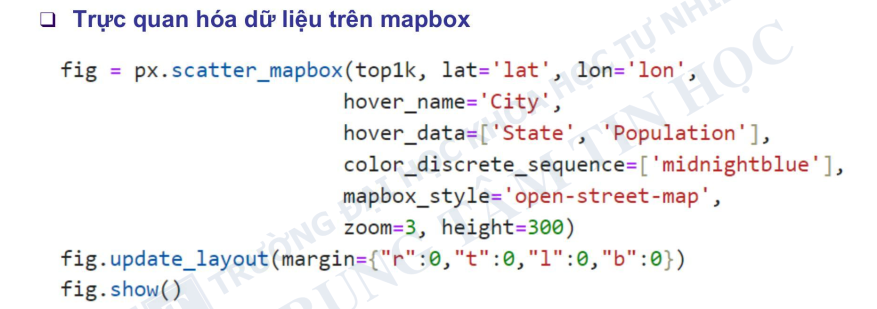 Trực quan hóa dữ liệu trên mapbox
fig = px.scatter_mapbox(top1k, lat='lat', lon='lon',
hover_name='City',
hover_data=['State', 'Population'],
color_discrete_sequence=['midnightblue'],
mapbox_style='open-street-map',
zoom=3, height=300)
fig.update_layout(margin={"r":0,"t":0,"l":0,"b":0})
fig.show()
TRƯỜNG ĐẠI HỌC KHOA HỌC TỰ NHI
TRUNG TÂM TIN HỌC